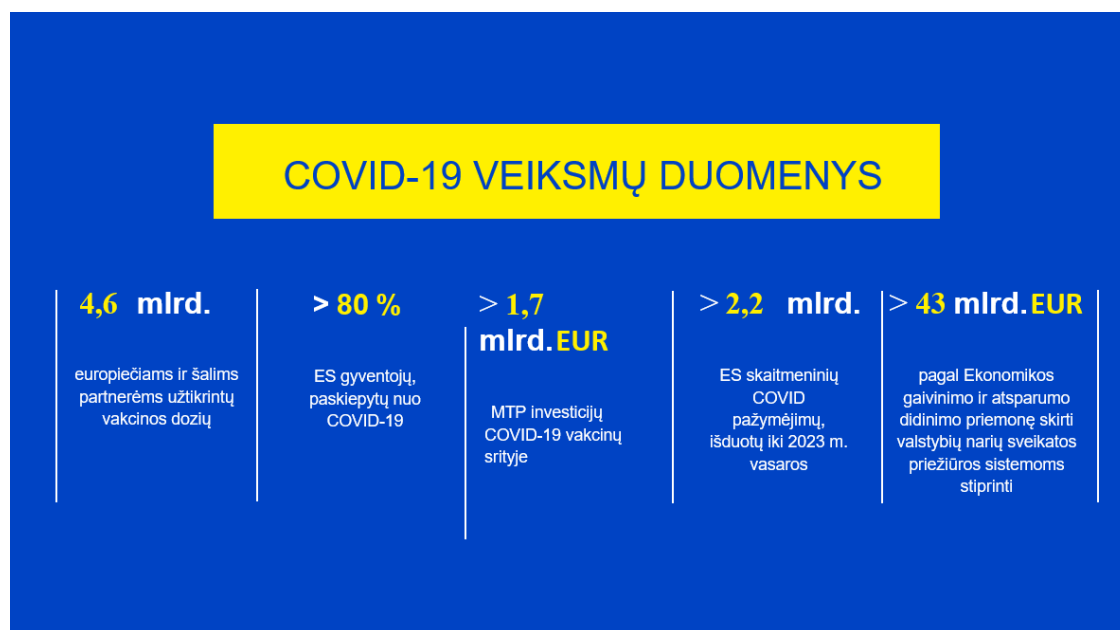 COVID-19 VEIKSMŲ DUOMENYS
4,6 mlrd.
europiečiams ir šalims
partnerėms užtikrintų
vakcinos dozių
> 80 %
ES gyventojų,
paskiepytų nuo
COVID-19
> 1,7
mlrd. EUR
MTP investicijų
COVID-19 vakcinų
srityje
> 2,2 mlrd.
ES skaitmeninių
COVID
pažymėjimų,
išduotų iki 2023 m.
vasaros
> 43 mlrd. EUR
pagal Ekonomikos
gaivinimo ir atsparumo
didinimo priemonę skirti
valstybių narių sveikatos
priežiūros sistemoms
stiprinti